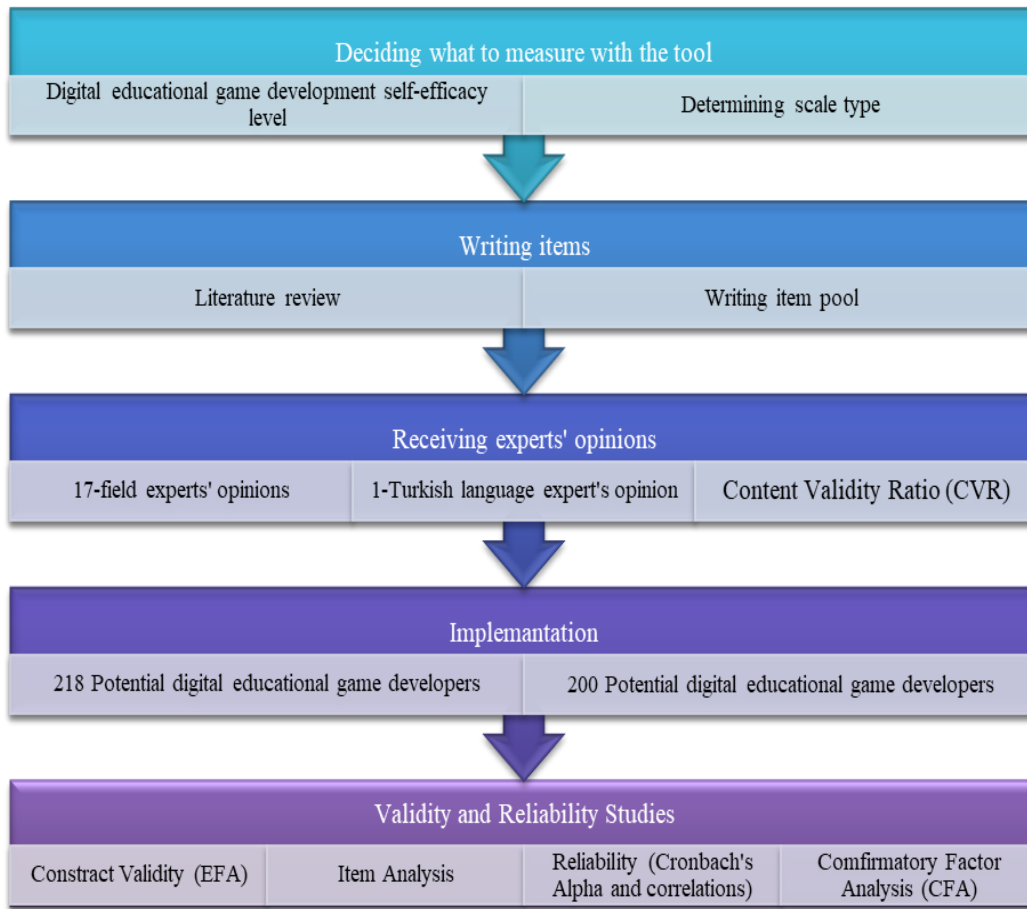 Deciding what to measure with the tool
Digital educational game development self-efficacy
level
Determining scale type
Writing items
Literature review
Writing item pool
Receiving experts' opinions
17-field experts' opinions
1-Turkish language expert's opinion
Content Validity Ratio (CVR)
Implemantation
218 Potential digital educational game developers
200 Potential digital educational game developers
Validity and Reliability Studies
Constract Validity (EFA)
Item Analysis
Reliability (Cronbach's
Alpha and correlations)
Comfirmatory Factor
Analysis (CFA)